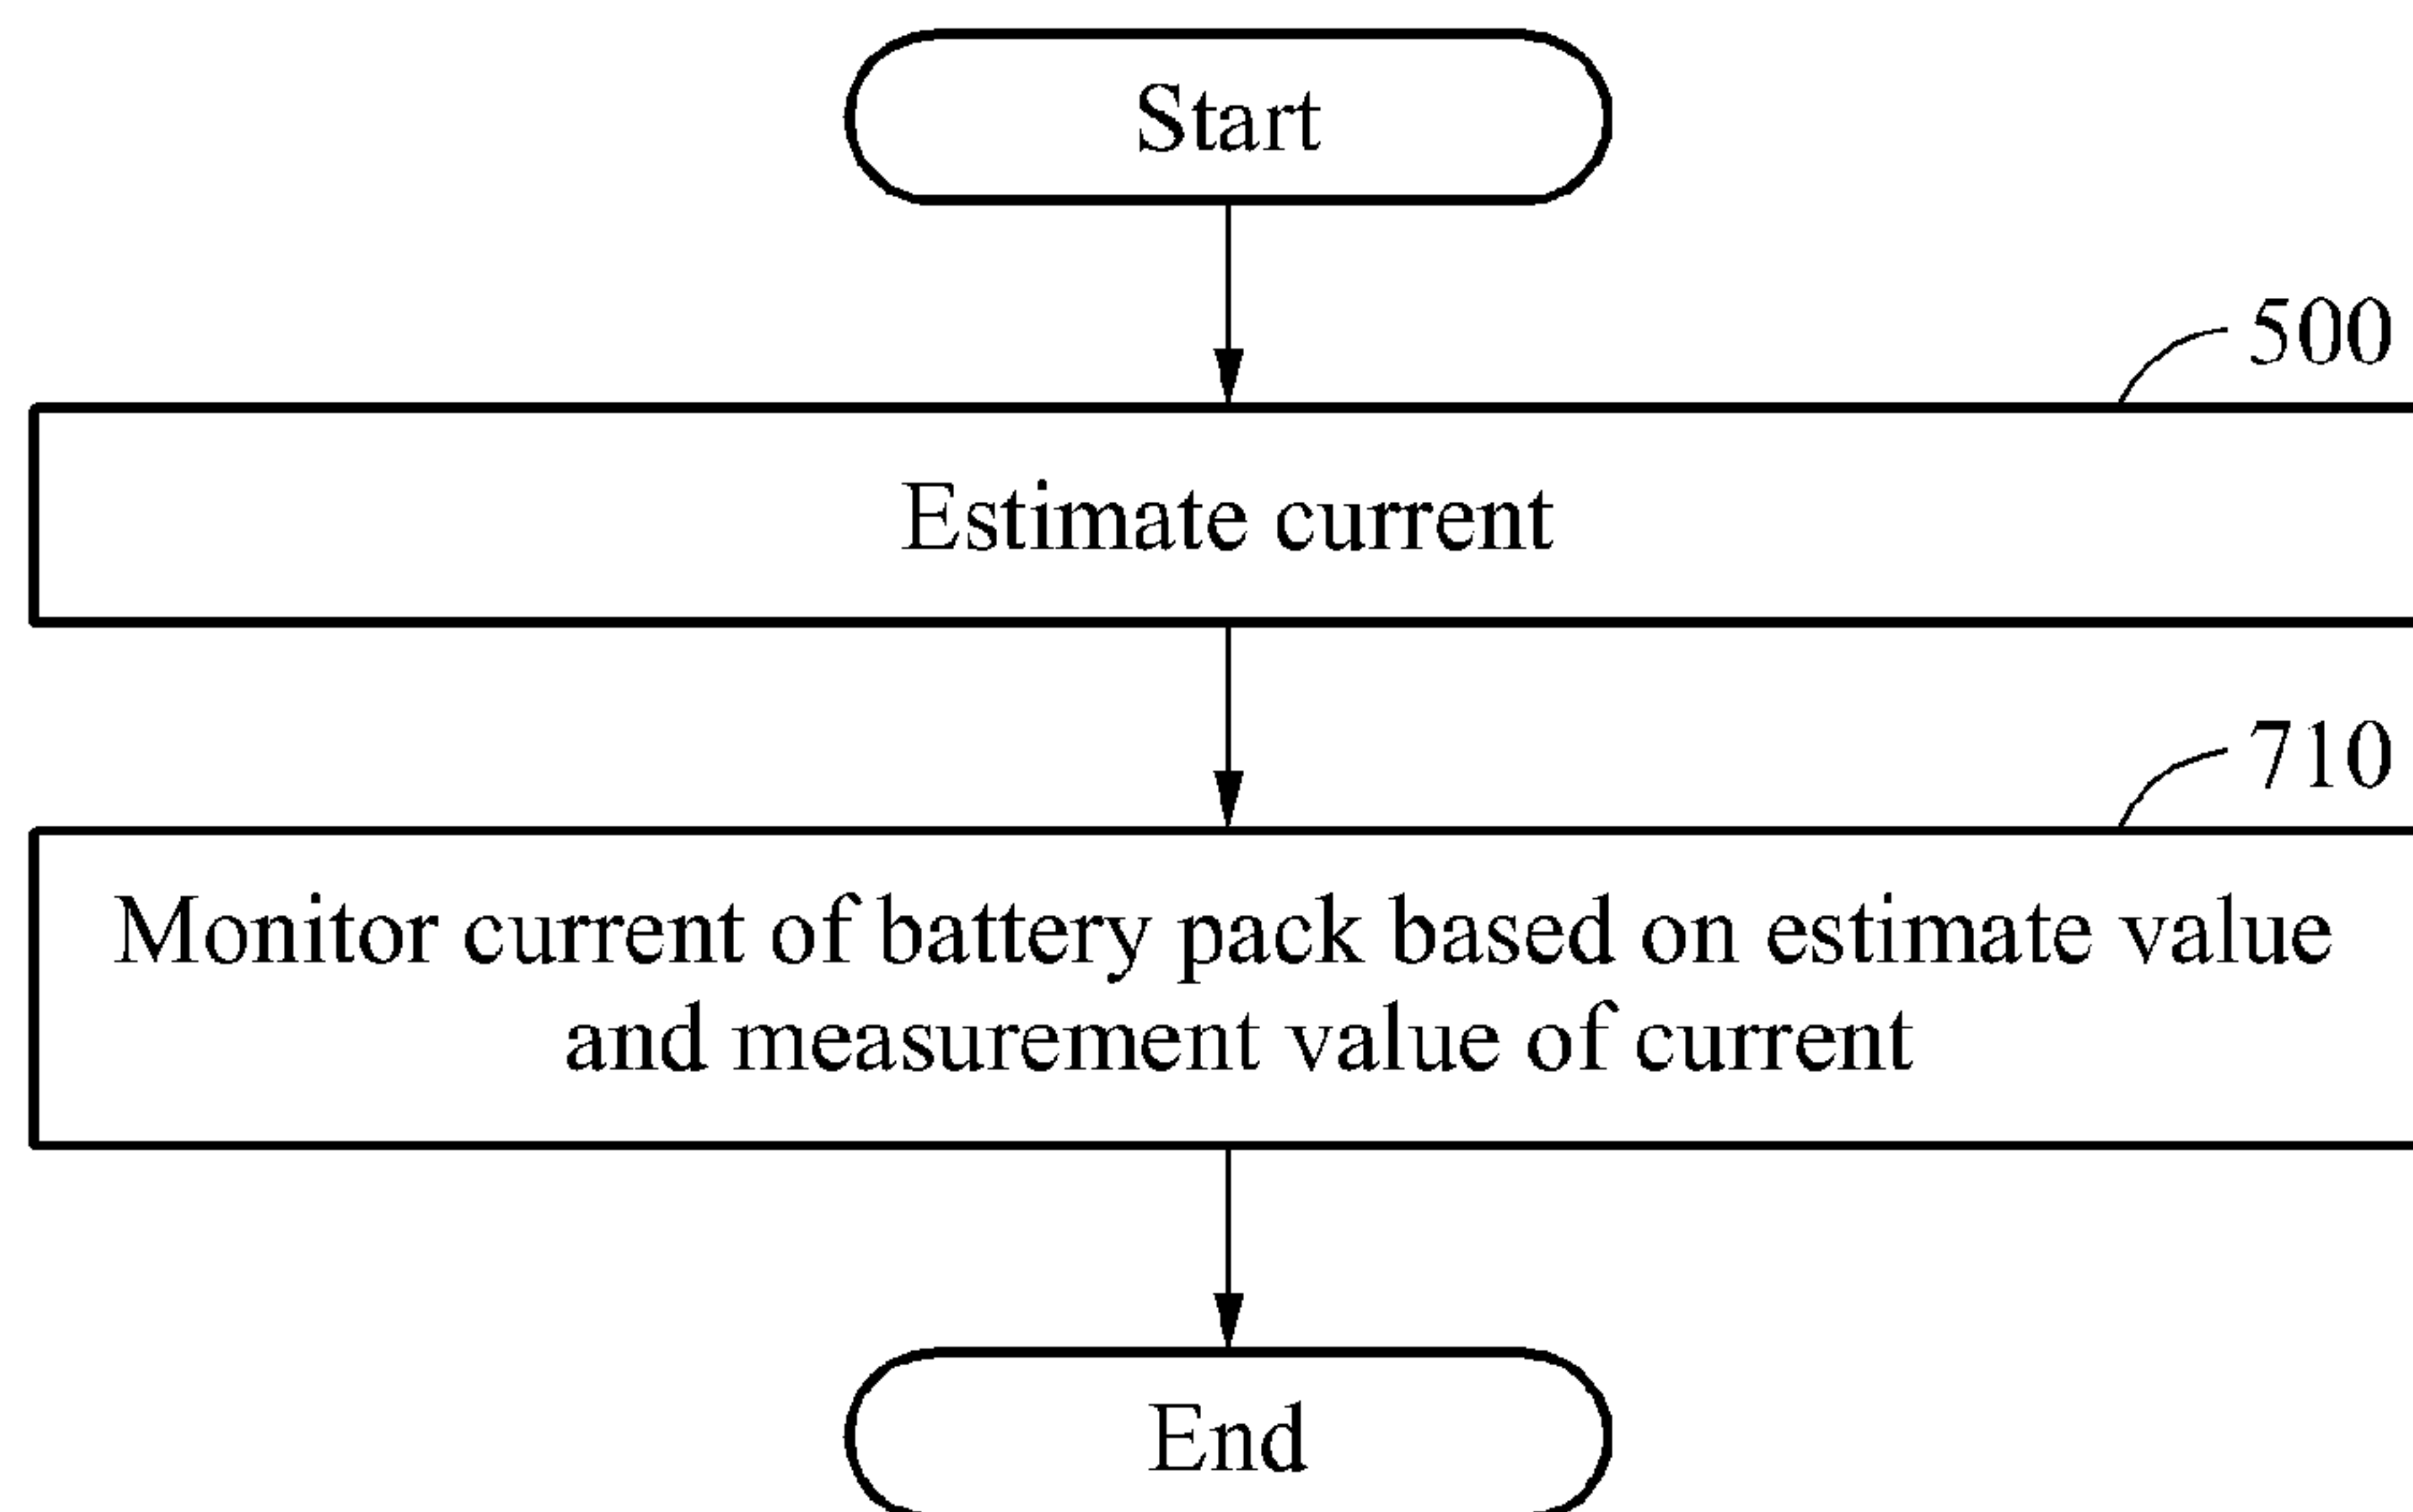 Start
500
Estimate current
710
Monitor current of battery pack based on estimate value
and measurement value of current
End